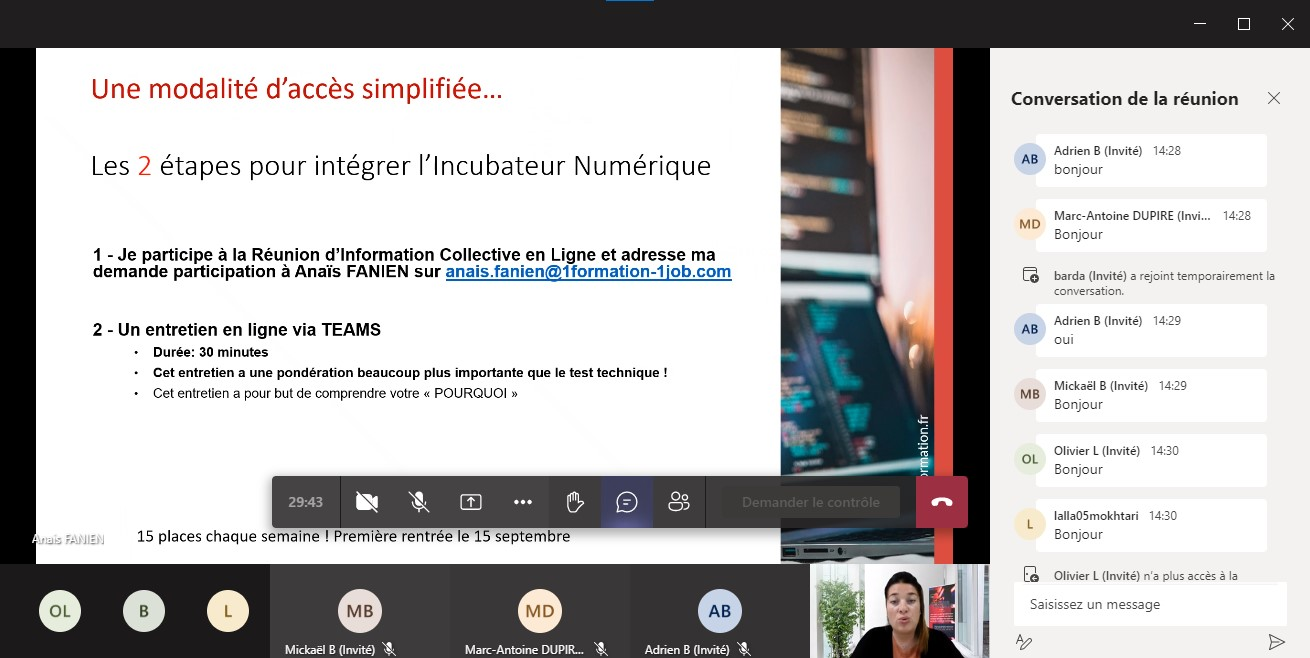 Une modalité d'accès simplifiée...
Les 2 étapes pour intégrer l'Incubateur Numérique
1 - Je participe à la Réunion d'Information Collective en Ligne et adresse ma
demande participation à Anaïs FANIEN sur anais.fanien@1formation-1job.com
2 - Un entretien en ligne via TEAMS
• Durée: 30 minutes
• Cet entretien a une pondération beaucoup plus importante que le test technique !
• Cet entretien a pour but de comprendre votre « POURQUOI »
ormation.fr
29:43
Demander le contrôle
Anais FANIEN
15 places chaque semaine ! Première rentrée le 15 septembre
OL
B
L
MB
Mickaël B (Invité)
MD
Marc-Antoine DUPIR...
AB
Adrien B (Invité)
Conversation de la réunion
AB
Adrien B (Invité) 14:28
bonjour
MD
Marc-Antoine DUPIRE (Invi... 14:28
Bonjour
barda (Invité) a rejoint temporairement la
conversation.
AB
Adrien B (Invité) 14:29
oui
MB
Mickaël B (Invité) 14:29
Bonjour
OL
Olivier L (Invité) 14:30
Bonjour
L
lalla05mokhtari 14:30
Bonjour
Olivier L (Invité) n'a plus accès à la
Saisissez un message